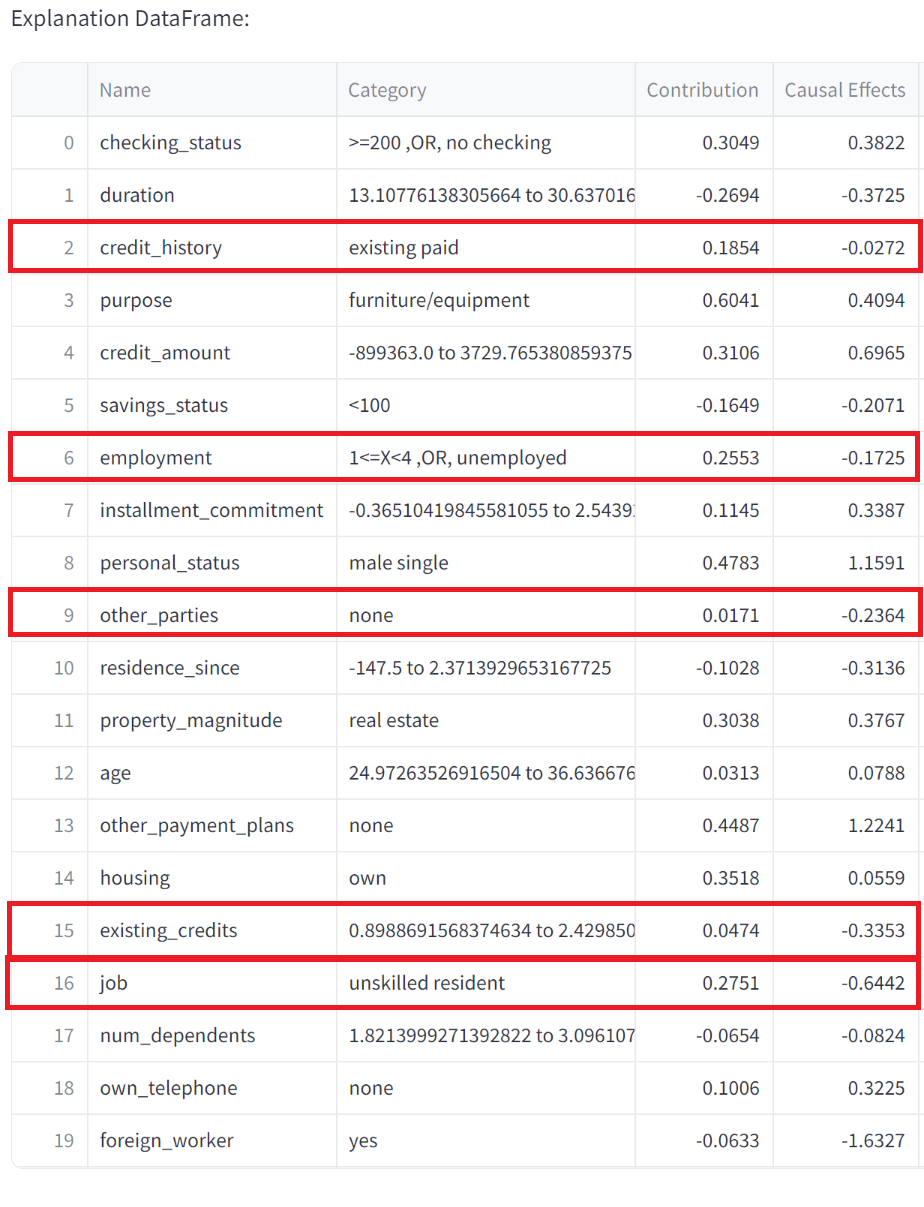 Explanation DataFrame:
Name Category Contribution Causal Effects
0 checking_status >=200 ,OR, no checking 0.3049 0.3822
1 duration 13.10776138305664 to 30.637016 -0.2694 -0.3725
2 credit_history existing paid 0.1854 -0.0272
3 purpose furniture/equipment 0.6041 0.4094
4 credit_amount -899363.0 to 3729.765380859375 0.3106 0.6965
5 savings_status <100 -0.1649 -0.2071
6 employment 1<=X<4 ,OR, unemployed 0.2553 -0.1725
7 installment_commitment -0.36510419845581055 to 2.5439 0.1145 0.3387
8 personal_status male single 0.4783 1.1591
9 other_parties none 0.0171 -0.2364
10 residence_since -147.5 to 2.3713929653167725 -0.1028 -0.3136
11 property_magnitude real estate 0.3038 0.3767
12 age 24.97263526916504 to 36.636676 0.0313 0.0788
13 other_payment_plans none 0.4487 1.2241
14 housing own 0.3518 0.0559
15 existing_credits 0.8988691568374634 to 2.429850 0.0474 -0.3353
16 job unskilled resident 0.2751 -0.6442
17 num_dependents 1.8213999271392822 to 3.096107 -0.0654 -0.0824
18 own_telephone none 0.1006 0.3225
19 foreign_worker yes -0.0633 -1.6327